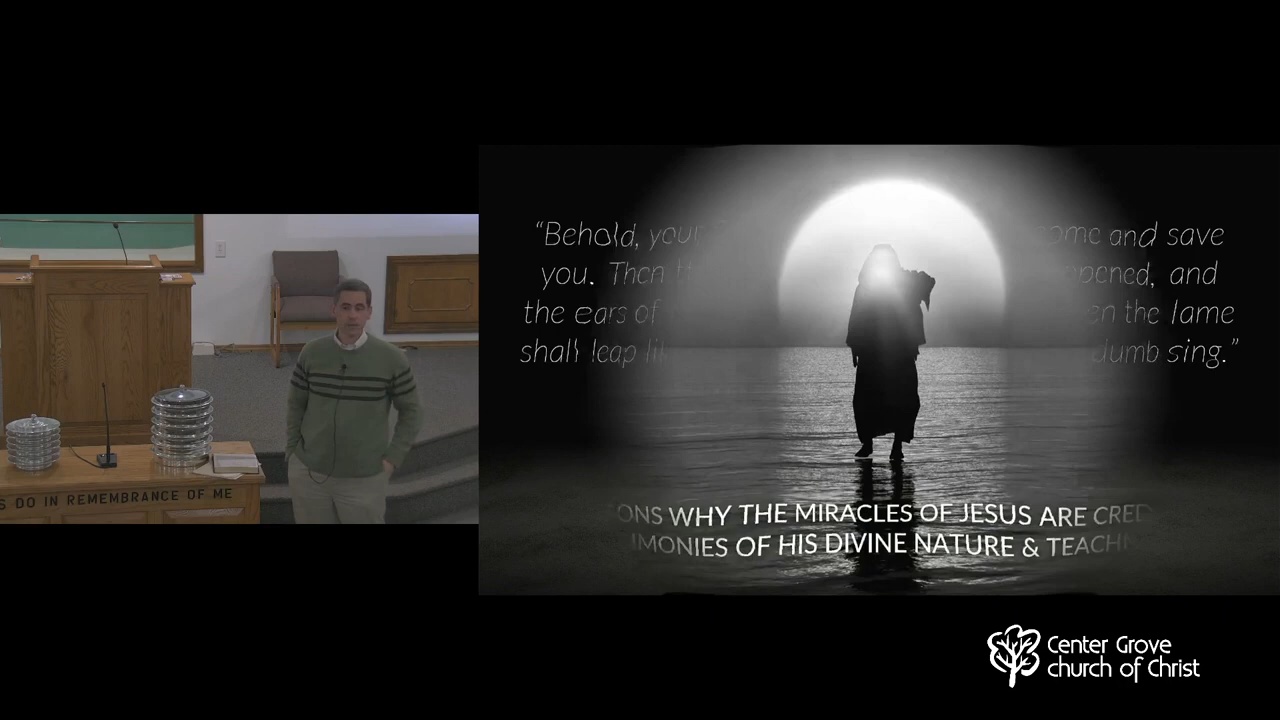 “Behold, your
come and save
you. Then
opened, and
the ears of
the lame
shall leap
dumb sing.”
WHY THE MIRACLES OF JESUS ARE
OF HIS DIVINE NATURE &
S DO IN REMEMBRANCE OF ME
Center Grove
church of Christ